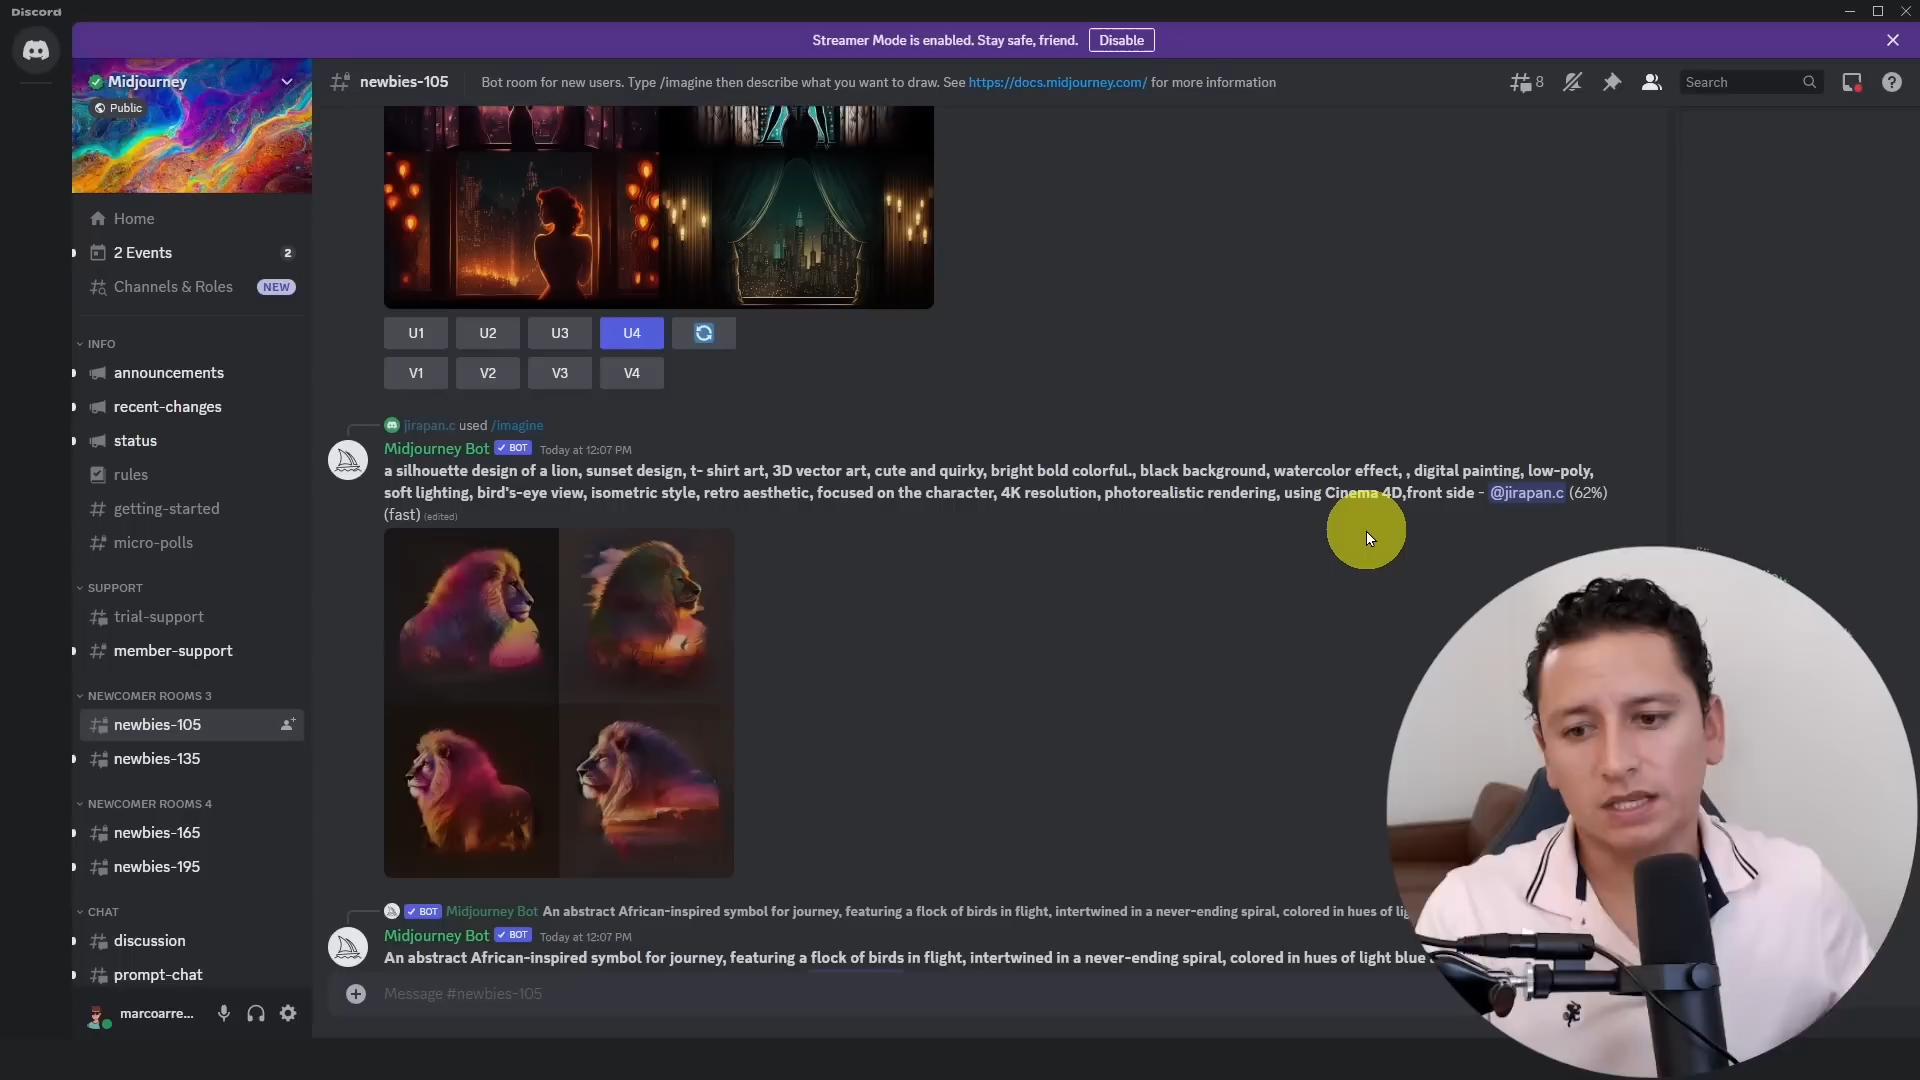 Discord
Streamer Mode is enabled. Stay safe, friend. Disable
Midjourney
Public
newbies-105
Bot room for new users. Type /imagine then describe what you want to draw. See https://docs.midjourney.com/ for more information
8
Search
Home
2 Events 2
Channels & Roles NEW
INFO
announcements
recent-changes
status
rules
getting-started
micro-polls
SUPPORT
trial-support
member-support
NEWCOMER ROOMS 3
newbies-105
newbies-135
NEWCOMER ROOMS 4
newbies-165
newbies-195
CHAT
discussion
prompt-chat
marcoarre...
U1 U2 U3 U4
V1 V2 V3 V4
jirapan.c used /imagine
Midjourney Bot BOT Today at 12:07 PM
a silhouette design of a lion, sunset design, t- shirt art, 3D vector art, cute and quirky, bright bold colorful., black background, watercolor effect, , digital painting, low-poly,
soft lighting, bird's-eye view, isometric style, retro aesthetic, focused on the character, 4K resolution, photorealistic rendering, using Cinema 4D,front side - @jirapan.c (62%)
(fast) (edited)
BOT Midjourney Bot An abstract African-inspired symbol for journey, featuring a flock of birds in flight, intertwined in a never-ending spiral, colored in hues of
Midjourney Bot BOT Today at 12:07 PM
An abstract African-inspired symbol for journey, featuring a flock of birds in flight, intertwined in a never-ending spiral, colored in hues of light blue
Message #newbies-105